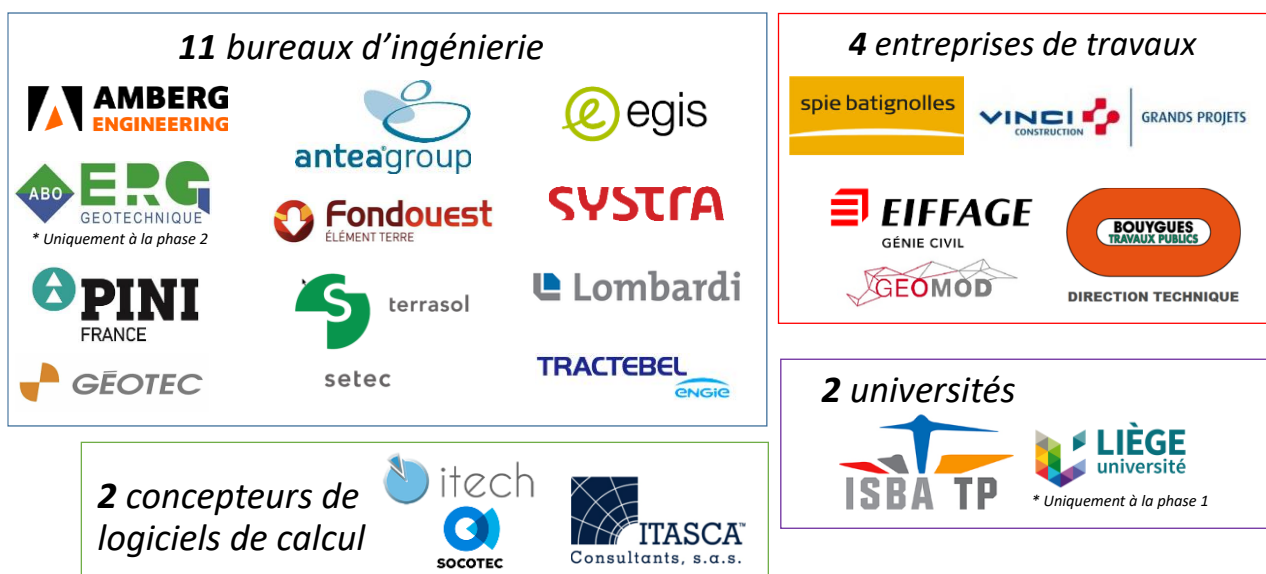 11 bureaux d’ingénierie
AMBERG
ENGINEERING
anteagroup
egis
ABO
ERG
GEOTECHNIQUE
* Uniquement à la phase 2
Fondouest
ÉLÉMENT TERRE
SYSTRA
PINI
FRANCE
terrasol
setec
Lombardi
GÉOTEC
TRACTEBEL
ENGIE
4 entreprises de travaux
spie batignolles
VINCI
CONSTRUCTION
GRANDS PROJETS
EIFFAGE
GÉNIE CIVIL
GEOMOD
BOUYGUES
TRAVAUX PUBLICS
DIRECTION TECHNIQUE
2 concepteurs de
logiciels de calcul
itech
SOCOTEC
ITASCA™
Consultants, s.a.s.
2 universités
ISBA TP
LIÈGE
université
* Uniquement à la phase 1